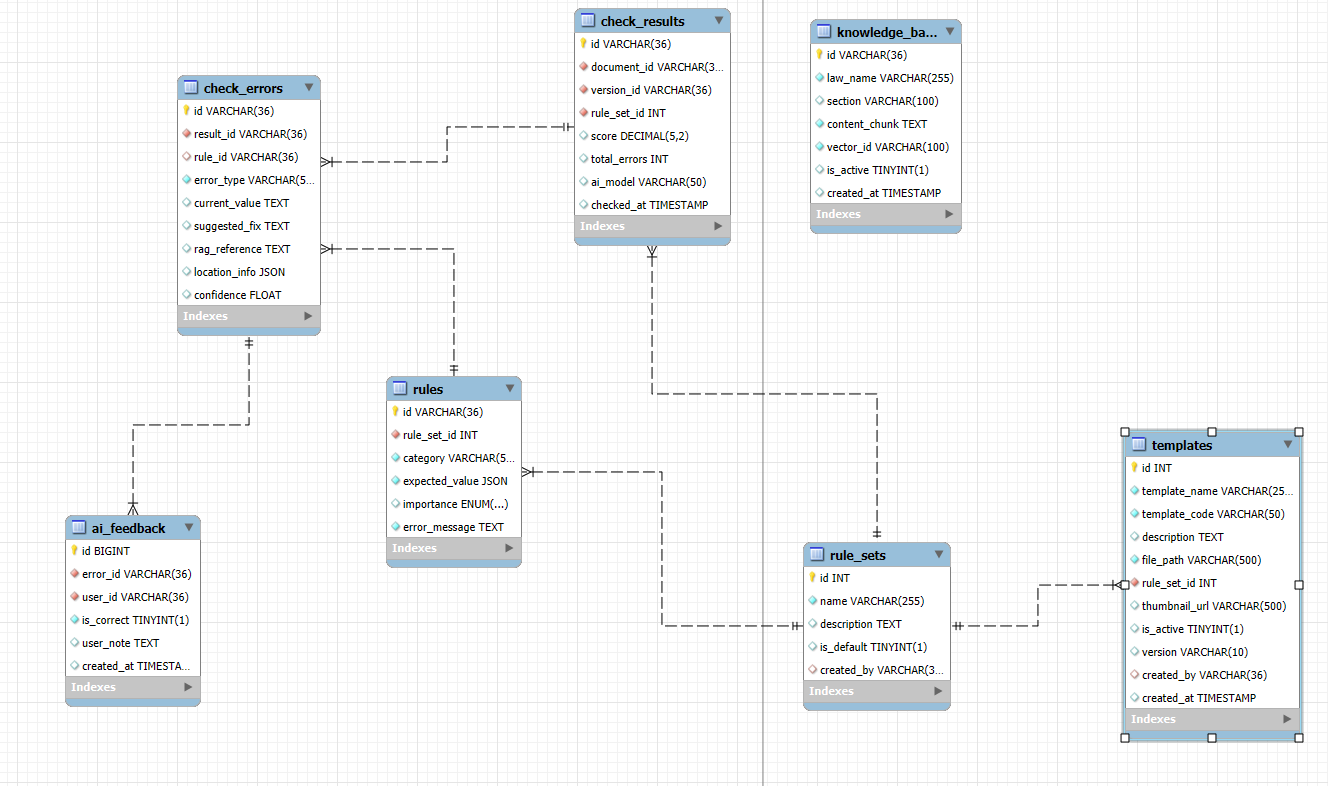 check_results
id VARCHAR(36)
document_id VARCHAR(3...
version_id VARCHAR(36)
rule_set_id INT
score DECIMAL(5,2)
total_errors INT
ai_model VARCHAR(50)
checked_at TIMESTAMP
Indexes
knowledge_ba...
id VARCHAR(36)
law_name VARCHAR(255)
section VARCHAR(100)
content_chunk TEXT
vector_id VARCHAR(100)
is_active TINYINT(1)
created_at TIMESTAMP
Indexes
check_errors
id VARCHAR(36)
result_id VARCHAR(36)
rule_id VARCHAR(36)
error_type VARCHAR(5...
current_value TEXT
suggested_fix TEXT
rag_reference TEXT
location_info JSON
confidence FLOAT
Indexes
rules
id VARCHAR(36)
rule_set_id INT
category VARCHAR(5...
expected_value JSON
importance ENUM(...)
error_message TEXT
Indexes
ai_feedback
id BIGINT
error_id VARCHAR(36)
user_id VARCHAR(36)
is_correct TINYINT(1)
user_note TEXT
created_at TIMESTA...
Indexes
rule_sets
id INT
name VARCHAR(255)
description TEXT
is_default TINYINT(1)
created_by VARCHAR(3...
Indexes
templates
id INT
template_name VARCHAR(25...
template_code VARCHAR(50)
description TEXT
file_path VARCHAR(500)
rule_set_id INT
thumbnail_url VARCHAR(500)
is_active TINYINT(1)
version VARCHAR(10)
created_by VARCHAR(36)
created_at TIMESTAMP
Indexes